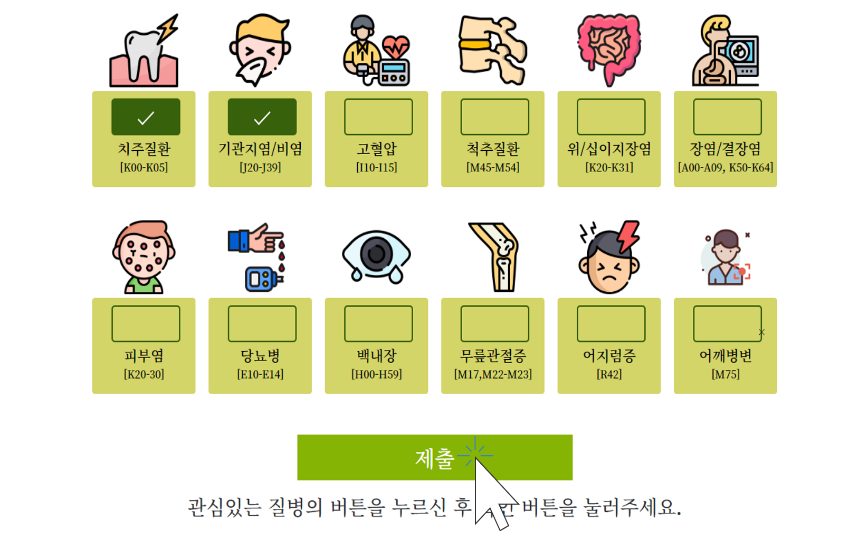 치주질환 기관지염/비염 고혈압 척추질환 위/십이지장염 장염/결장염
[K00-K05] [J20-J39] [I10-I15] [M45-M54] [K20-K31] [A00-A09, K50-K64]
피부염 당뇨병 백내장 무릎관절증 어지럼증 어깨병변
[K20-30] [E10-E14] [H00-H59] [M17,M22-M23] [R42] [M75]
제출
관심있는 질병의 버튼을 누르신 후 버튼을 눌러주세요.